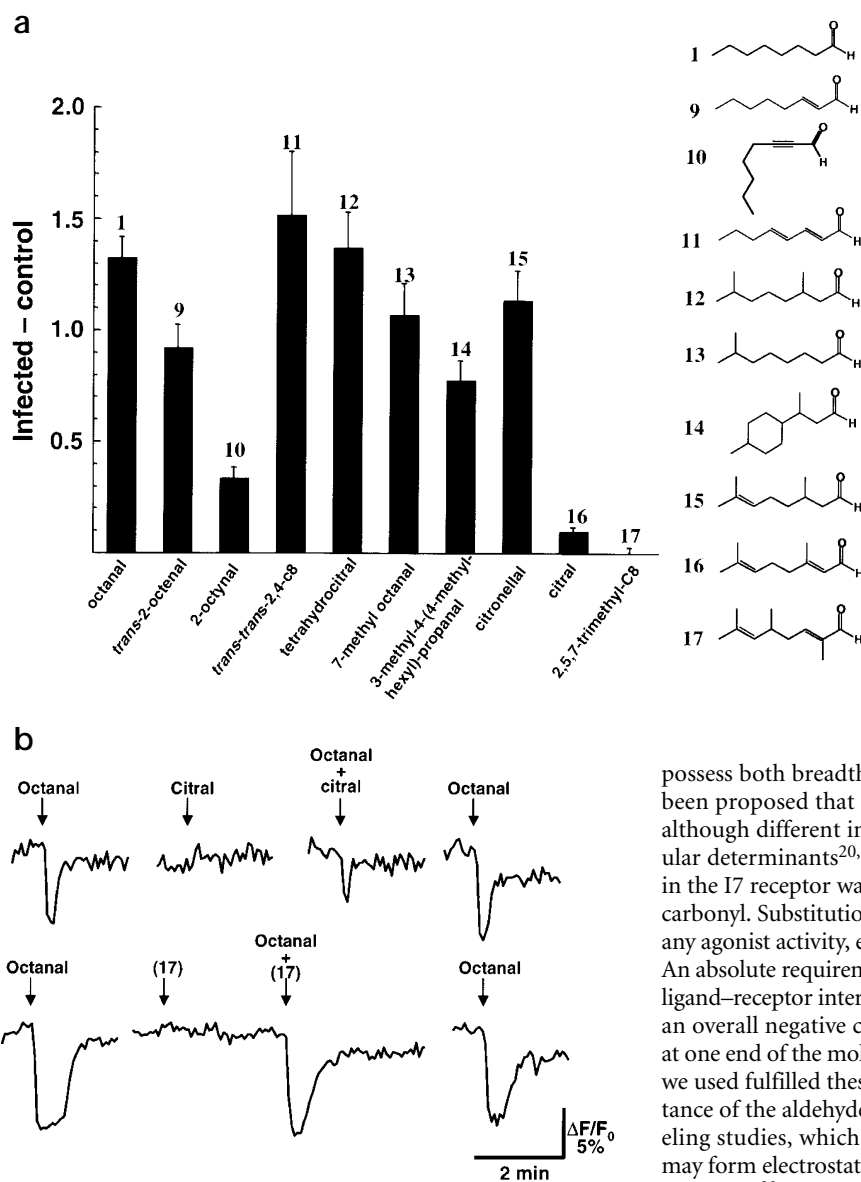 a
Infected – control
2.0
1.5
1.0
0.5
1
9
10
11
12
13
14
15
16
17
octanal
trans-2-octenal
2-octynal
trans-trans-2,4-c8
tetrahydrocitral
7-methyl octanal
3-methyl-4-(4-methyl-
hexyl)-propanal
citronellal
citral
2,5,7-trimethyl-C8
1
O
H
9
O
H
10
O
H
11
O
H
12
O
H
13
O
H
14
O
H
15
O
H
16
O
H
17
O
H
b
Octanal
Citral
Octanal
+
citral
Octanal
Octanal
(17)
Octanal
+
(17)
Octanal
ΔF/F0
5%
2 min
possess both breadth
been proposed that
although different in
ular determinants20,
in the I7 receptor wa
carbonyl. Substitutio
any agonist activity, e
An absolute requiren
ligand–receptor inter
an overall negative c
at one end of the mol
we used fulfilled thes
tance of the aldehyde
eling studies, which
may form electrostat